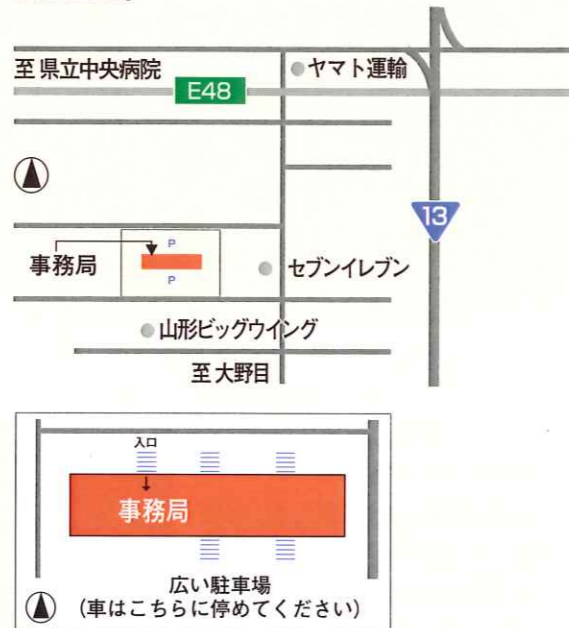 至 県立中央病院
ヤマト運輸
E48
13
P
事務局
P
セブンイレブン
山形ビッグウイング
至 大野目
入口
事務局
広い駐車場
(車はこちらに停めてください)